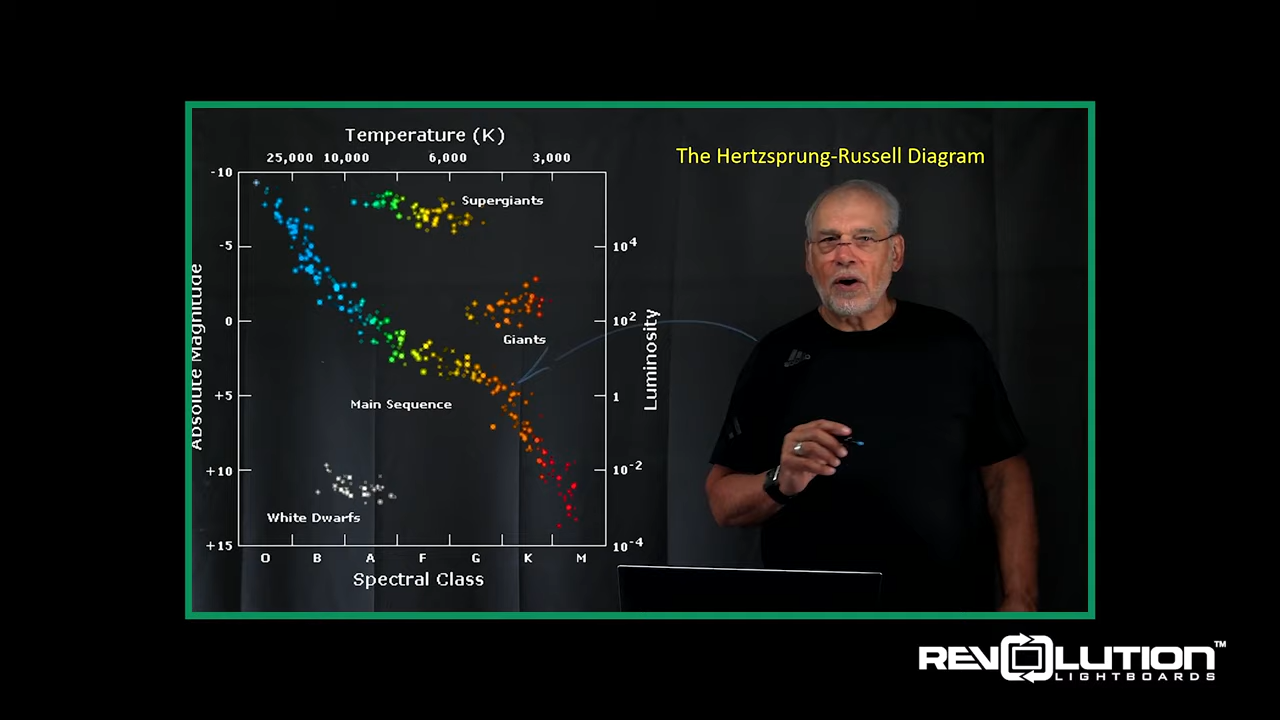 Temperature (K)
25,000 10,000 6,000 3,000
The Hertzsprung-Russell Diagram
-10
Supergiants
-5
10⁴
Absolute Magnitude
0
10²
Luminosity
Giants
+5
1
Main Sequence
+10
10⁻²
White Dwarfs
+15
10⁻⁴
O B A F G K M
Spectral Class
REVOLUTION™
LIGHTBOARDS